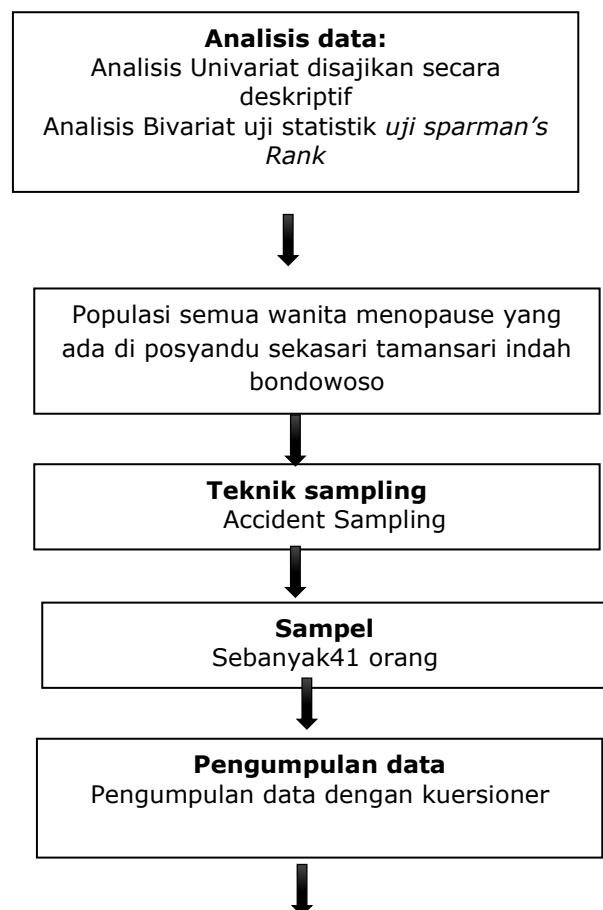 Analisis data:
Analisis Univariat disajikan secara
deskriptif
Analisis Bivariat uji statistik uji sparman’s
Rank
Populasi semua wanita menopause yang
ada di posyandu sekasari tamansari indah
bondowoso
Teknik sampling
Accident Sampling
Sampel
Sebanyak41 orang
Pengumpulan data
Pengumpulan data dengan kuersioner